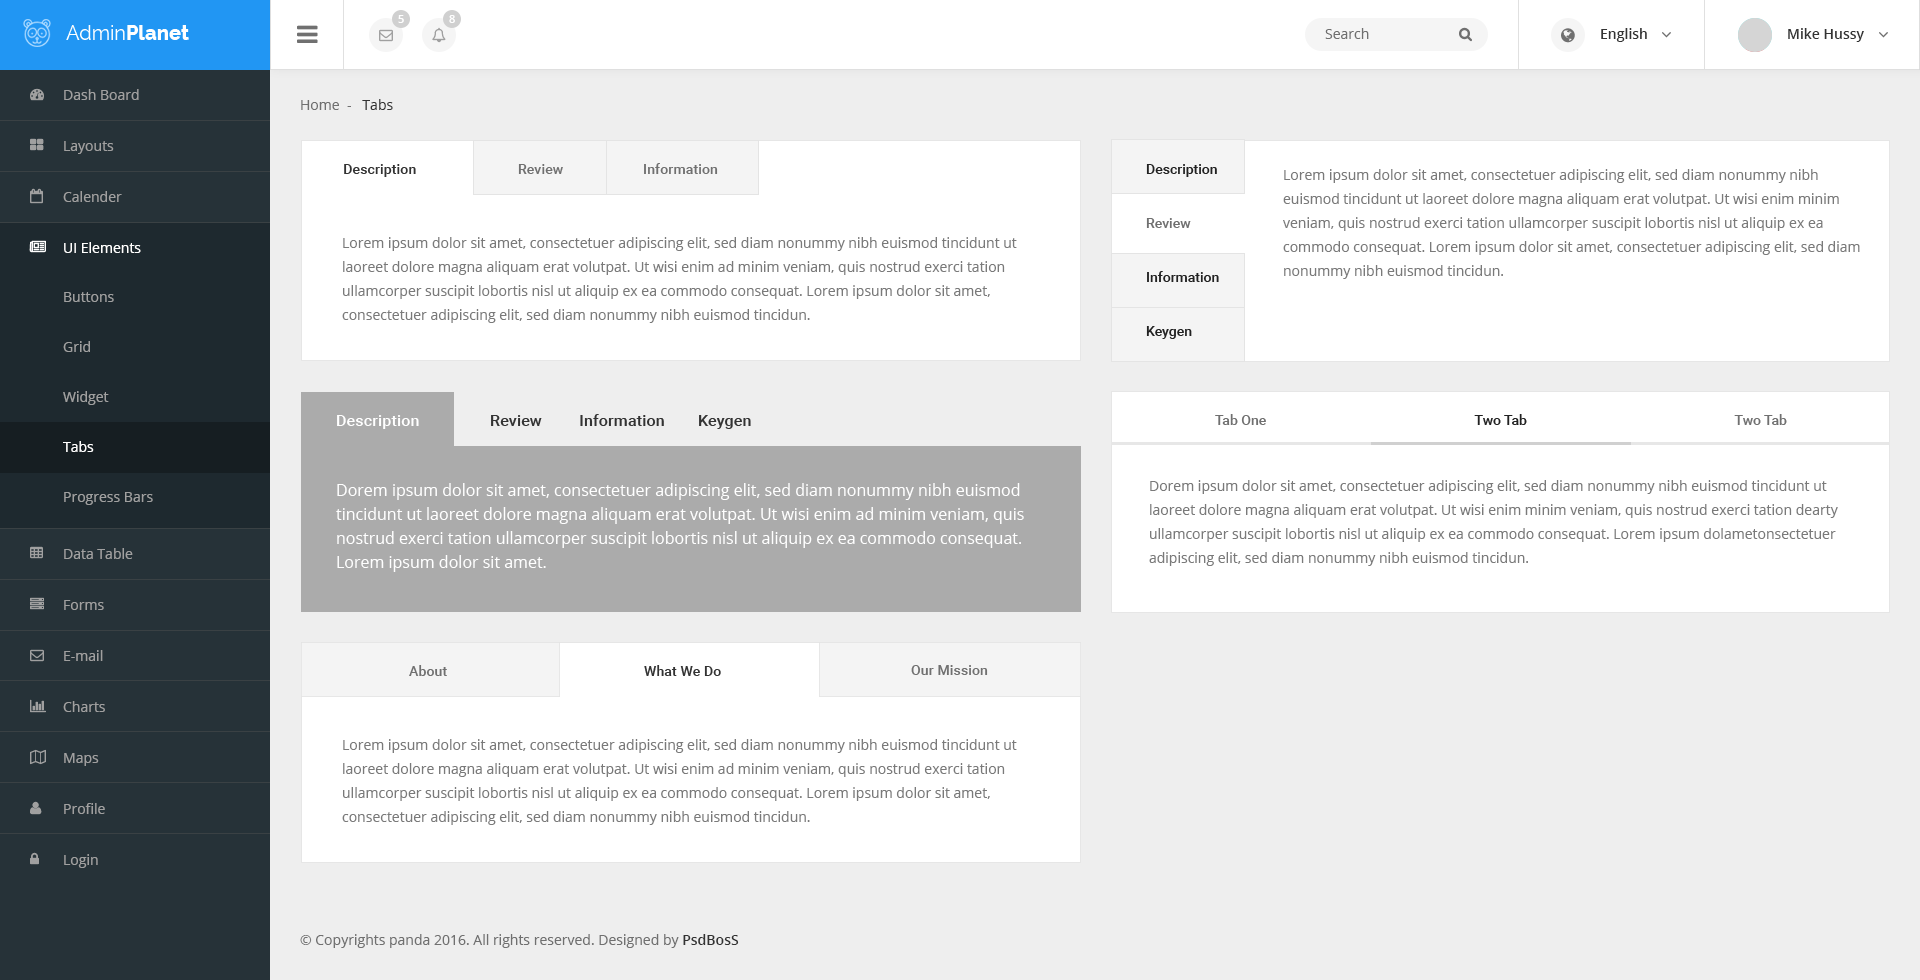 AdminPlanet
5
8
Search
English
Mike Hussy
Dash Board
Layouts
Calender
UI Elements
Buttons
Grid
Widget
Tabs
Progress Bars
Data Table
Forms
E-mail
Charts
Maps
Profile
Login
Home - Tabs
Description
Review
Information
Lorem ipsum dolor sit amet, consectetuer adipiscing elit, sed diam nonummy nibh euismod tincidunt ut
laoreet dolore magna aliquam erat volutpat. Ut wisi enim ad minim veniam, quis nostrud exerci tation
ullamcorper suscipit lobortis nisl ut aliquip ex ea commodo consequat. Lorem ipsum dolor sit amet,
consectetuer adipiscing elit, sed diam nonummy nibh euismod tincidun.
Description
Review
Information
Keygen
Lorem ipsum dolor sit amet, consectetuer adipiscing elit, sed diam nonummy nibh
euismod tincidunt ut laoreet dolore magna aliquam erat volutpat. Ut wisi enim minim
veniam, quis nostrud exerci tation ullamcorper suscipit lobortis nisl ut aliquip ex ea
commodo consequat. Lorem ipsum dolor sit amet, consectetuer adipiscing elit, sed diam
nonummy nibh euismod tincidun.
Description
Review
Information
Keygen
Dorem ipsum dolor sit amet, consectetuer adipiscing elit, sed diam nonummy nibh euismod
tincidunt ut laoreet dolore magna aliquam erat volutpat. Ut wisi enim ad minim veniam, quis
nostrud exerci tation ullamcorper suscipit lobortis nisl ut aliquip ex ea commodo consequat.
Lorem ipsum dolor sit amet.
Tab One
Two Tab
Two Tab
Dorem ipsum dolor sit amet, consectetuer adipiscing elit, sed diam nonummy nibh euismod tincidunt ut
laoreet dolore magna aliquam erat volutpat. Ut wisi enim minim veniam, quis nostrud exerci tation dearty
ullamcorper suscipit lobortis nisl ut aliquip ex ea commodo consequat. Lorem ipsum dolametonsectetuer
adipiscing elit, sed diam nonummy nibh euismod tincidun.
About
What We Do
Our Mission
Lorem ipsum dolor sit amet, consectetuer adipiscing elit, sed diam nonummy nibh euismod tincidunt ut
laoreet dolore magna aliquam erat volutpat. Ut wisi enim ad minim veniam, quis nostrud exerci tation
ullamcorper suscipit lobortis nisl ut aliquip ex ea commodo consequat. Lorem ipsum dolor sit amet,
consectetuer adipiscing elit, sed diam nonummy nibh euismod tincidun.
© Copyrights panda 2016. All rights reserved. Designed by PsdBosS